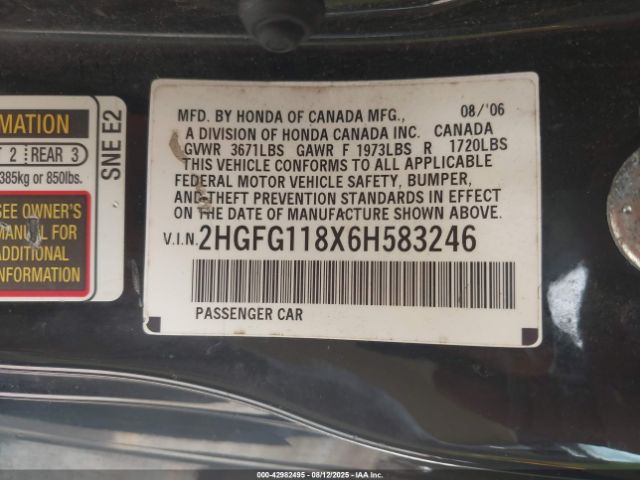 MATION
T 2 REAR 3
385kg or 850lbs.
SEE OWNER'S
MANUAL FOR
ADDITIONAL
INFORMATION
SNE E2
MFD. BY HONDA OF CANADA MFG., 08/'06
A DIVISION OF HONDA CANADA INC. CANADA
GVWR 3671LBS GAWR F 1973LBS R 1720LBS
THIS VEHICLE CONFORMS TO ALL APPLICABLE
FEDERAL MOTOR VEHICLE SAFETY, BUMPER,
AND THEFT PREVENTION STANDARDS IN EFFECT
ON THE DATE OF MANUFACTURE SHOWN ABOVE.
V.I.N. 2HGFG118X6H583246
PASSENGER CAR
000-42982495 - 08/12/2025 - IAA Inc.